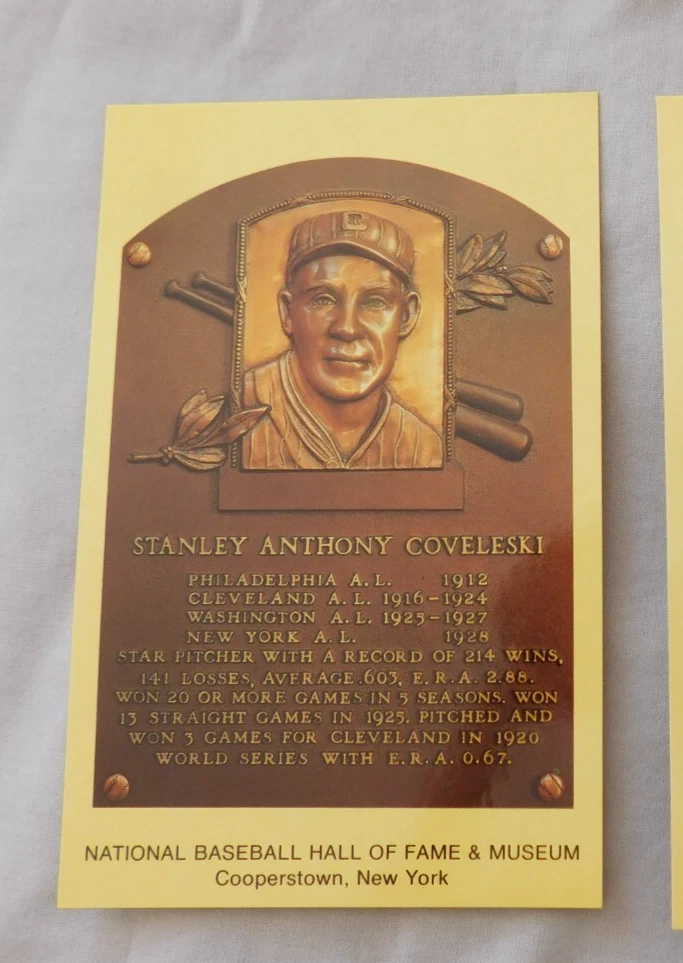 C
STANLEY ANTHONY COVELESKI
PHILADELPHIA A.L. 1912
CLEVELAND A.L. 1916-1924
WASHINGTON A.L. 1925-1927
NEW YORK A.L. 1928
STAR PITCHER WITH A RECORD OF 214 WINS,
141 LOSSES, AVERAGE .603, E.R.A. 2.88.
WON 20 OR MORE GAMES IN 5 SEASONS. WON
13 STRAIGHT GAMES IN 1925. PITCHED AND
WON 3 GAMES FOR CLEVELAND IN 1920
WORLD SERIES WITH E.R.A. 0.67.
NATIONAL BASEBALL HALL OF FAME & MUSEUM
Cooperstown, New York